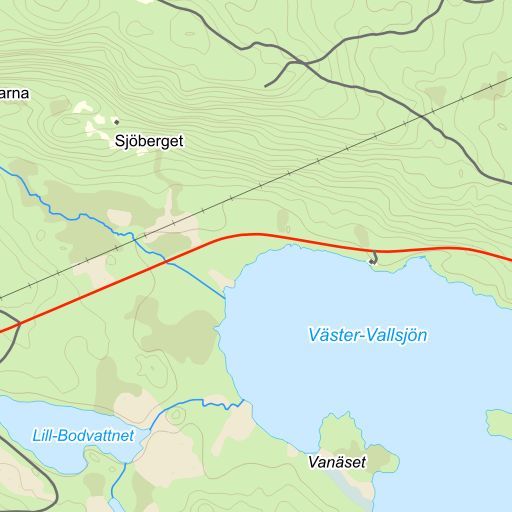 arna
Sjöberget
Väster-Vallsjön
Lill-Bodvattnet
Vanäset